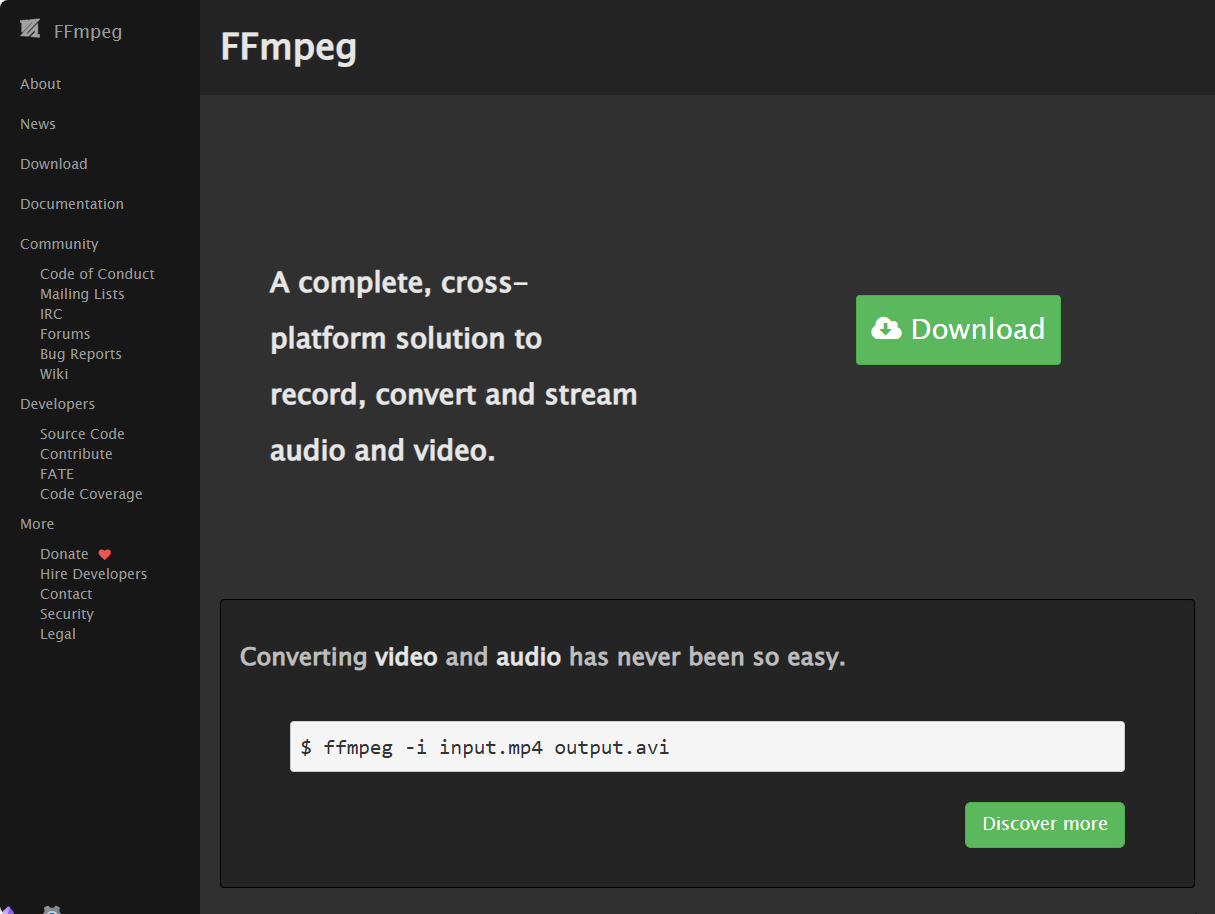 FFmpeg
About
News
Download
Documentation
Community
Code of Conduct
Mailing Lists
IRC
Forums
Bug Reports
Wiki
Developers
Source Code
Contribute
FATE
Code Coverage
More
Donate
Hire Developers
Contact
Security
Legal
FFmpeg
A complete, cross-
platform solution to
record, convert and stream
audio and video.
Download
Converting video and audio has never been so easy.
$ ffmpeg -i input.mp4 output.avi
Discover more